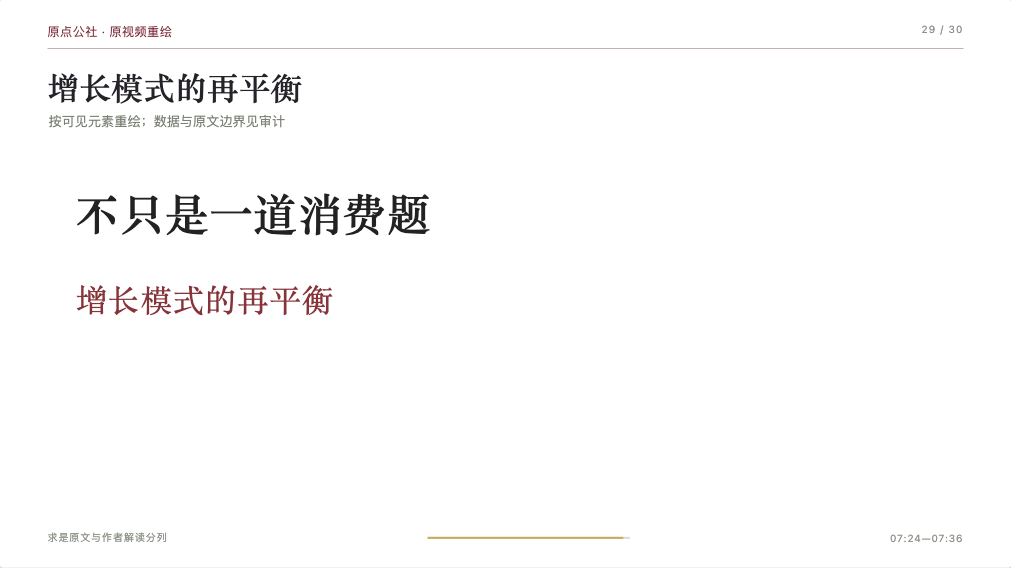 原点公社 · 原视频重绘
29 / 30
增长模式的再平衡
按可见元素重绘；数据与原文边界见审计
不只是一道消费题
增长模式的再平衡
求是原文与作者解读分列
07:24—07:36